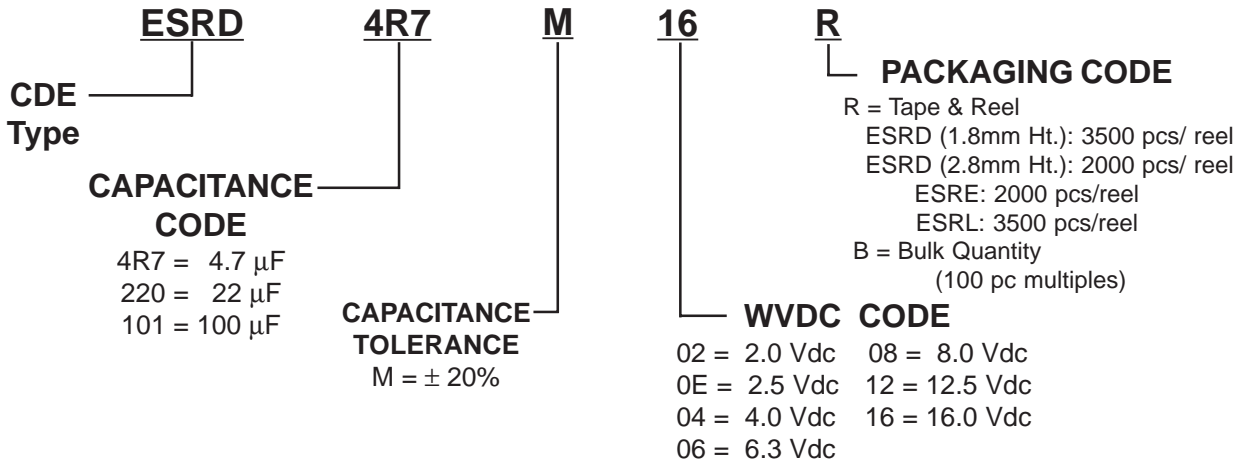 ESRD 4R7 M 16 R
CDE
Type
CAPACITANCE
CODE
4R7 = 4.7 μF
220 = 22 μF
101 = 100 μF
CAPACITANCE
TOLERANCE
M = ± 20%
PACKAGING CODE
R = Tape & Reel
ESRD (1.8mm Ht.): 3500 pcs/ reel
ESRD (2.8mm Ht.): 2000 pcs/ reel
ESRE: 2000 pcs/reel
ESRL: 3500 pcs/reel
B = Bulk Quantity
(100 pc multiples)
WVDC CODE
02 = 2.0 Vdc 08 = 8.0 Vdc
0E = 2.5 Vdc 12 = 12.5 Vdc
04 = 4.0 Vdc 16 = 16.0 Vdc
06 = 6.3 Vdc